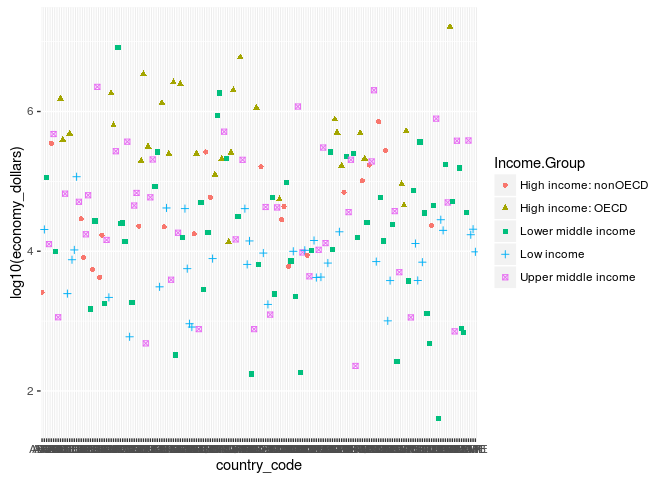 log10(economy_dollars)
6
4
2
country_code
Income.Group
High income: nonOECD
High income: OECD
Lower middle income
Low income
Upper middle income